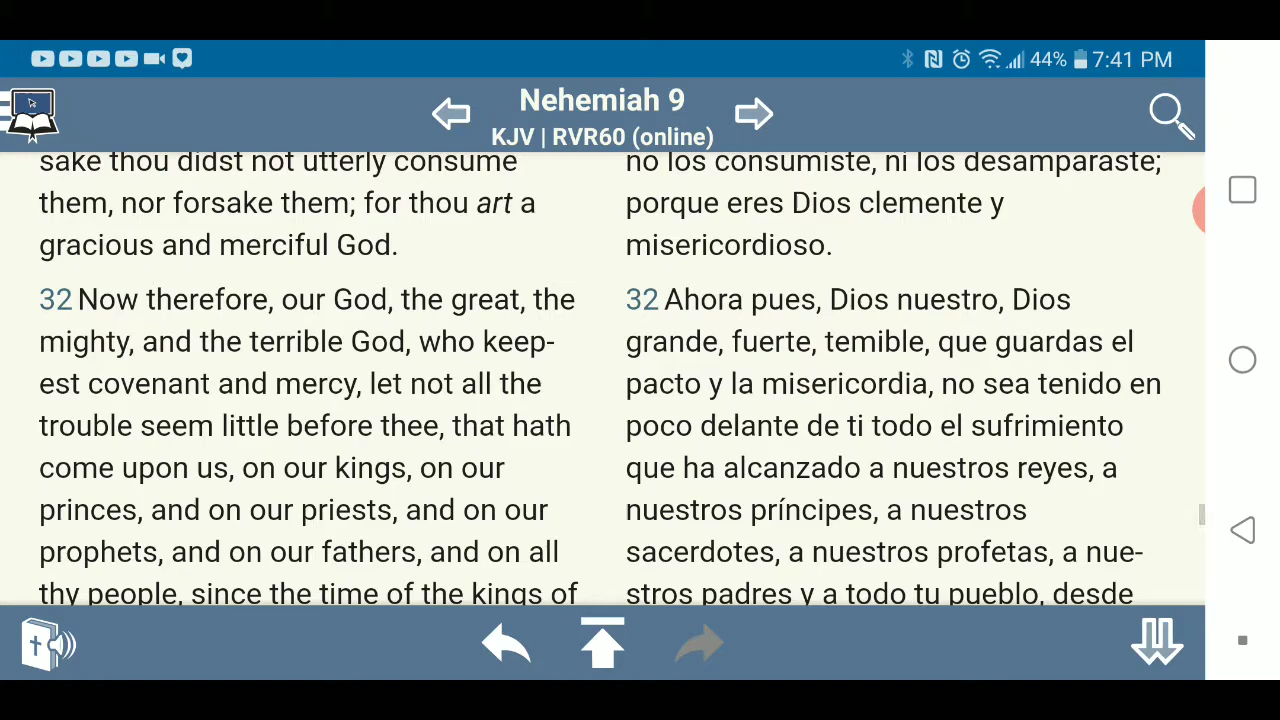 44% 7:41 PM
Nehemiah 9
KJV | RVR60 (online)
sake thou didst not utterly consume
them, nor forsake them; for thou art a
gracious and merciful God.
32 Now therefore, our God, the great, the
mighty, and the terrible God, who keep-
est covenant and mercy, let not all the
trouble seem little before thee, that hath
come upon us, on our kings, on our
princes, and on our priests, and on our
prophets, and on our fathers, and on all
thy people, since the time of the kings of
no los consumiste, ni los desamparaste;
porque eres Dios clemente y
misericordioso.
32 Ahora pues, Dios nuestro, Dios
grande, fuerte, temible, que guardas el
pacto y la misericordia, no sea tenido en
poco delante de ti todo el sufrimiento
que ha alcanzado a nuestros reyes, a
nuestros príncipes, a nuestros
sacerdotes, a nuestros profetas, a nue-
stros padres y a todo tu pueblo, desde